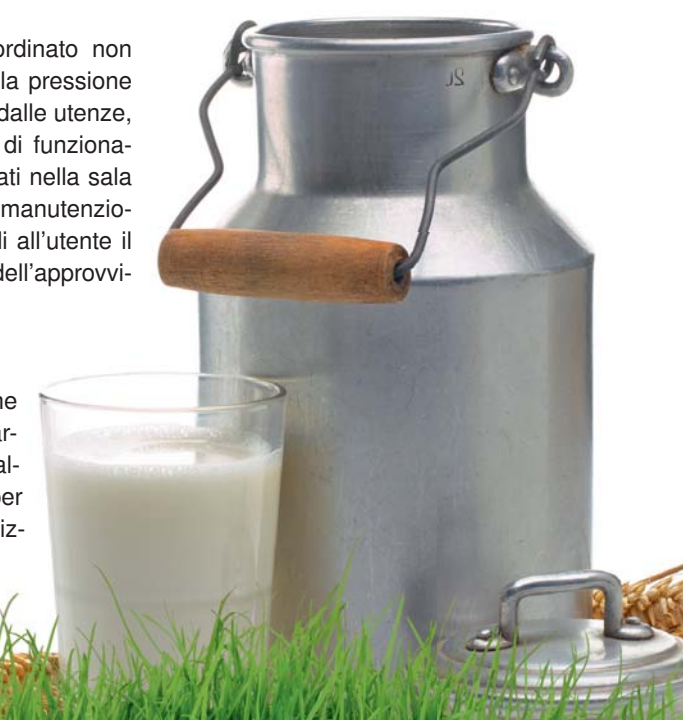 ordinato non
la pressione
dalle utenze,
di funziona-
ati nella sala
manutenzio-
li all'utente il
dell'approvvi-
ne
ar-
al-
per
iz-